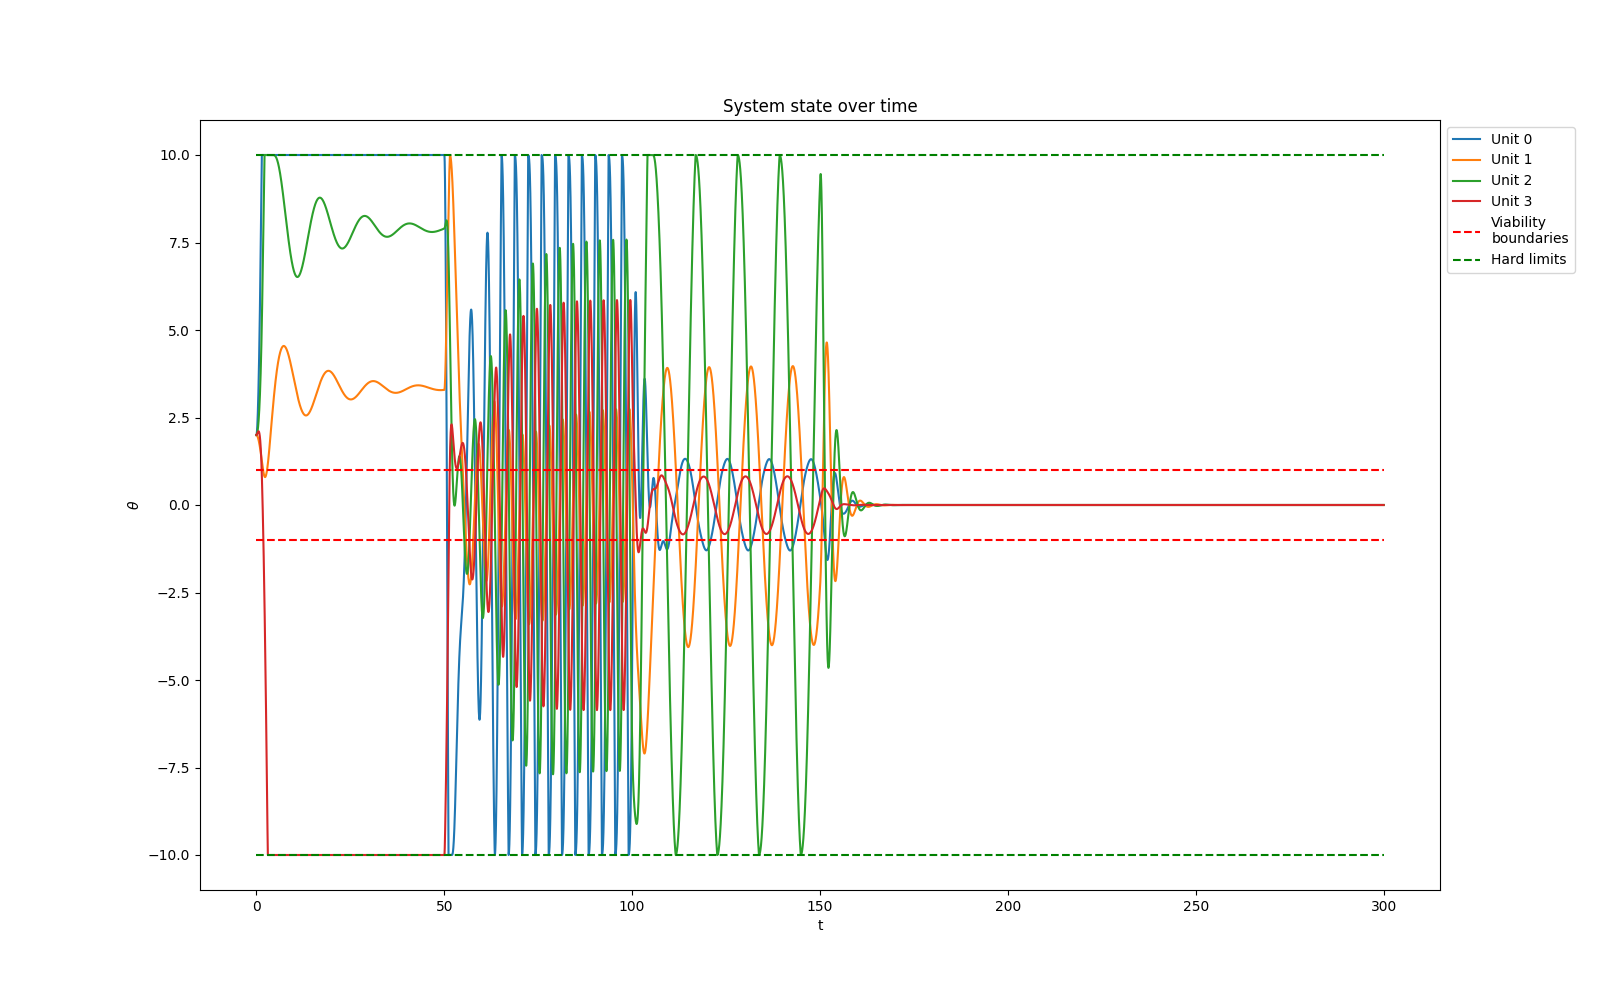 System state over time
10.0
7.5
5.0
2.5
0.0
−2.5
−5.0
−7.5
−10.0
θ
0
50
100
150
200
250
300
t
Unit 0
Unit 1
Unit 2
Unit 3
Viability
boundaries
Hard limits